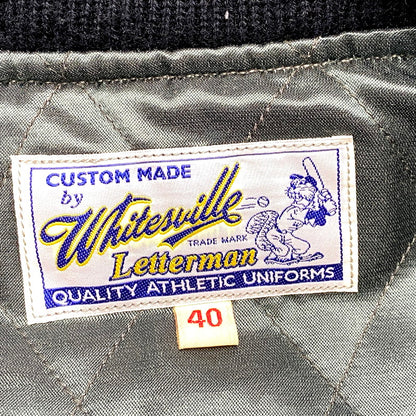 CUSTOM MADE
by
Whitesville
TRADE MARK
Letterman
QUALITY ATHLETIC UNIFORMS
40